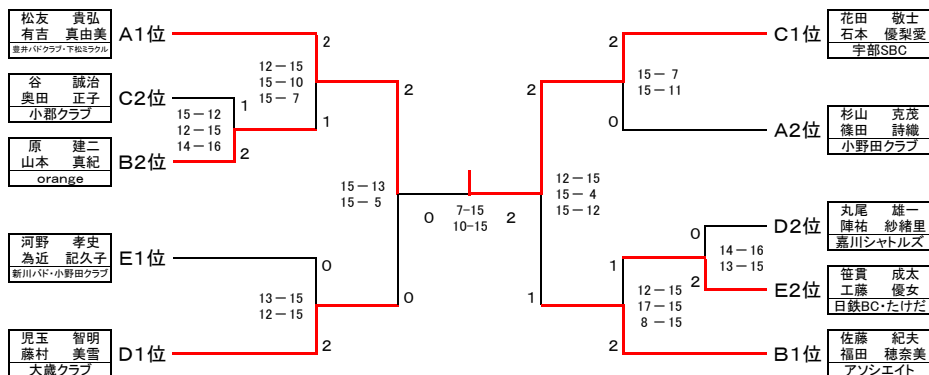 松友 貴弘
有吉 真由美
豊井バドクラブ・下松ミラクル
A1位
2
12－15
15－10
15－7
谷 誠治
奥田 正子
小郡クラブ
C2位
1
15－12
12－15
14－16
原 建二
山本 真紀
orange
B2位
2
1
2
15－13
15－5
河野 孝史
為近 記久子
新川バド・小野田クラブ
E1位
0
13－15
12－15
児玉 智明
藤村 美雪
大歳クラブ
D1位
2
0
0
7-15
10-15
2
花田 敬士
石本 優梨愛
宇部SBC
C1位
2
15－7
15－11
杉山 克茂
篠田 詩織
小野田クラブ
A2位
0
2
12－15
15－4
15－12
丸尾 雄一
陣祐 紗緒里
嘉川シャトルズ
D2位
0
14－16
13－15
笹貫 成太
工藤 優女
日鉄BC・たけだ
E2位
2
1
12－15
17－15
8－15
佐藤 紀夫
福田 穂奈美
アソシエイト
B1位
2
1